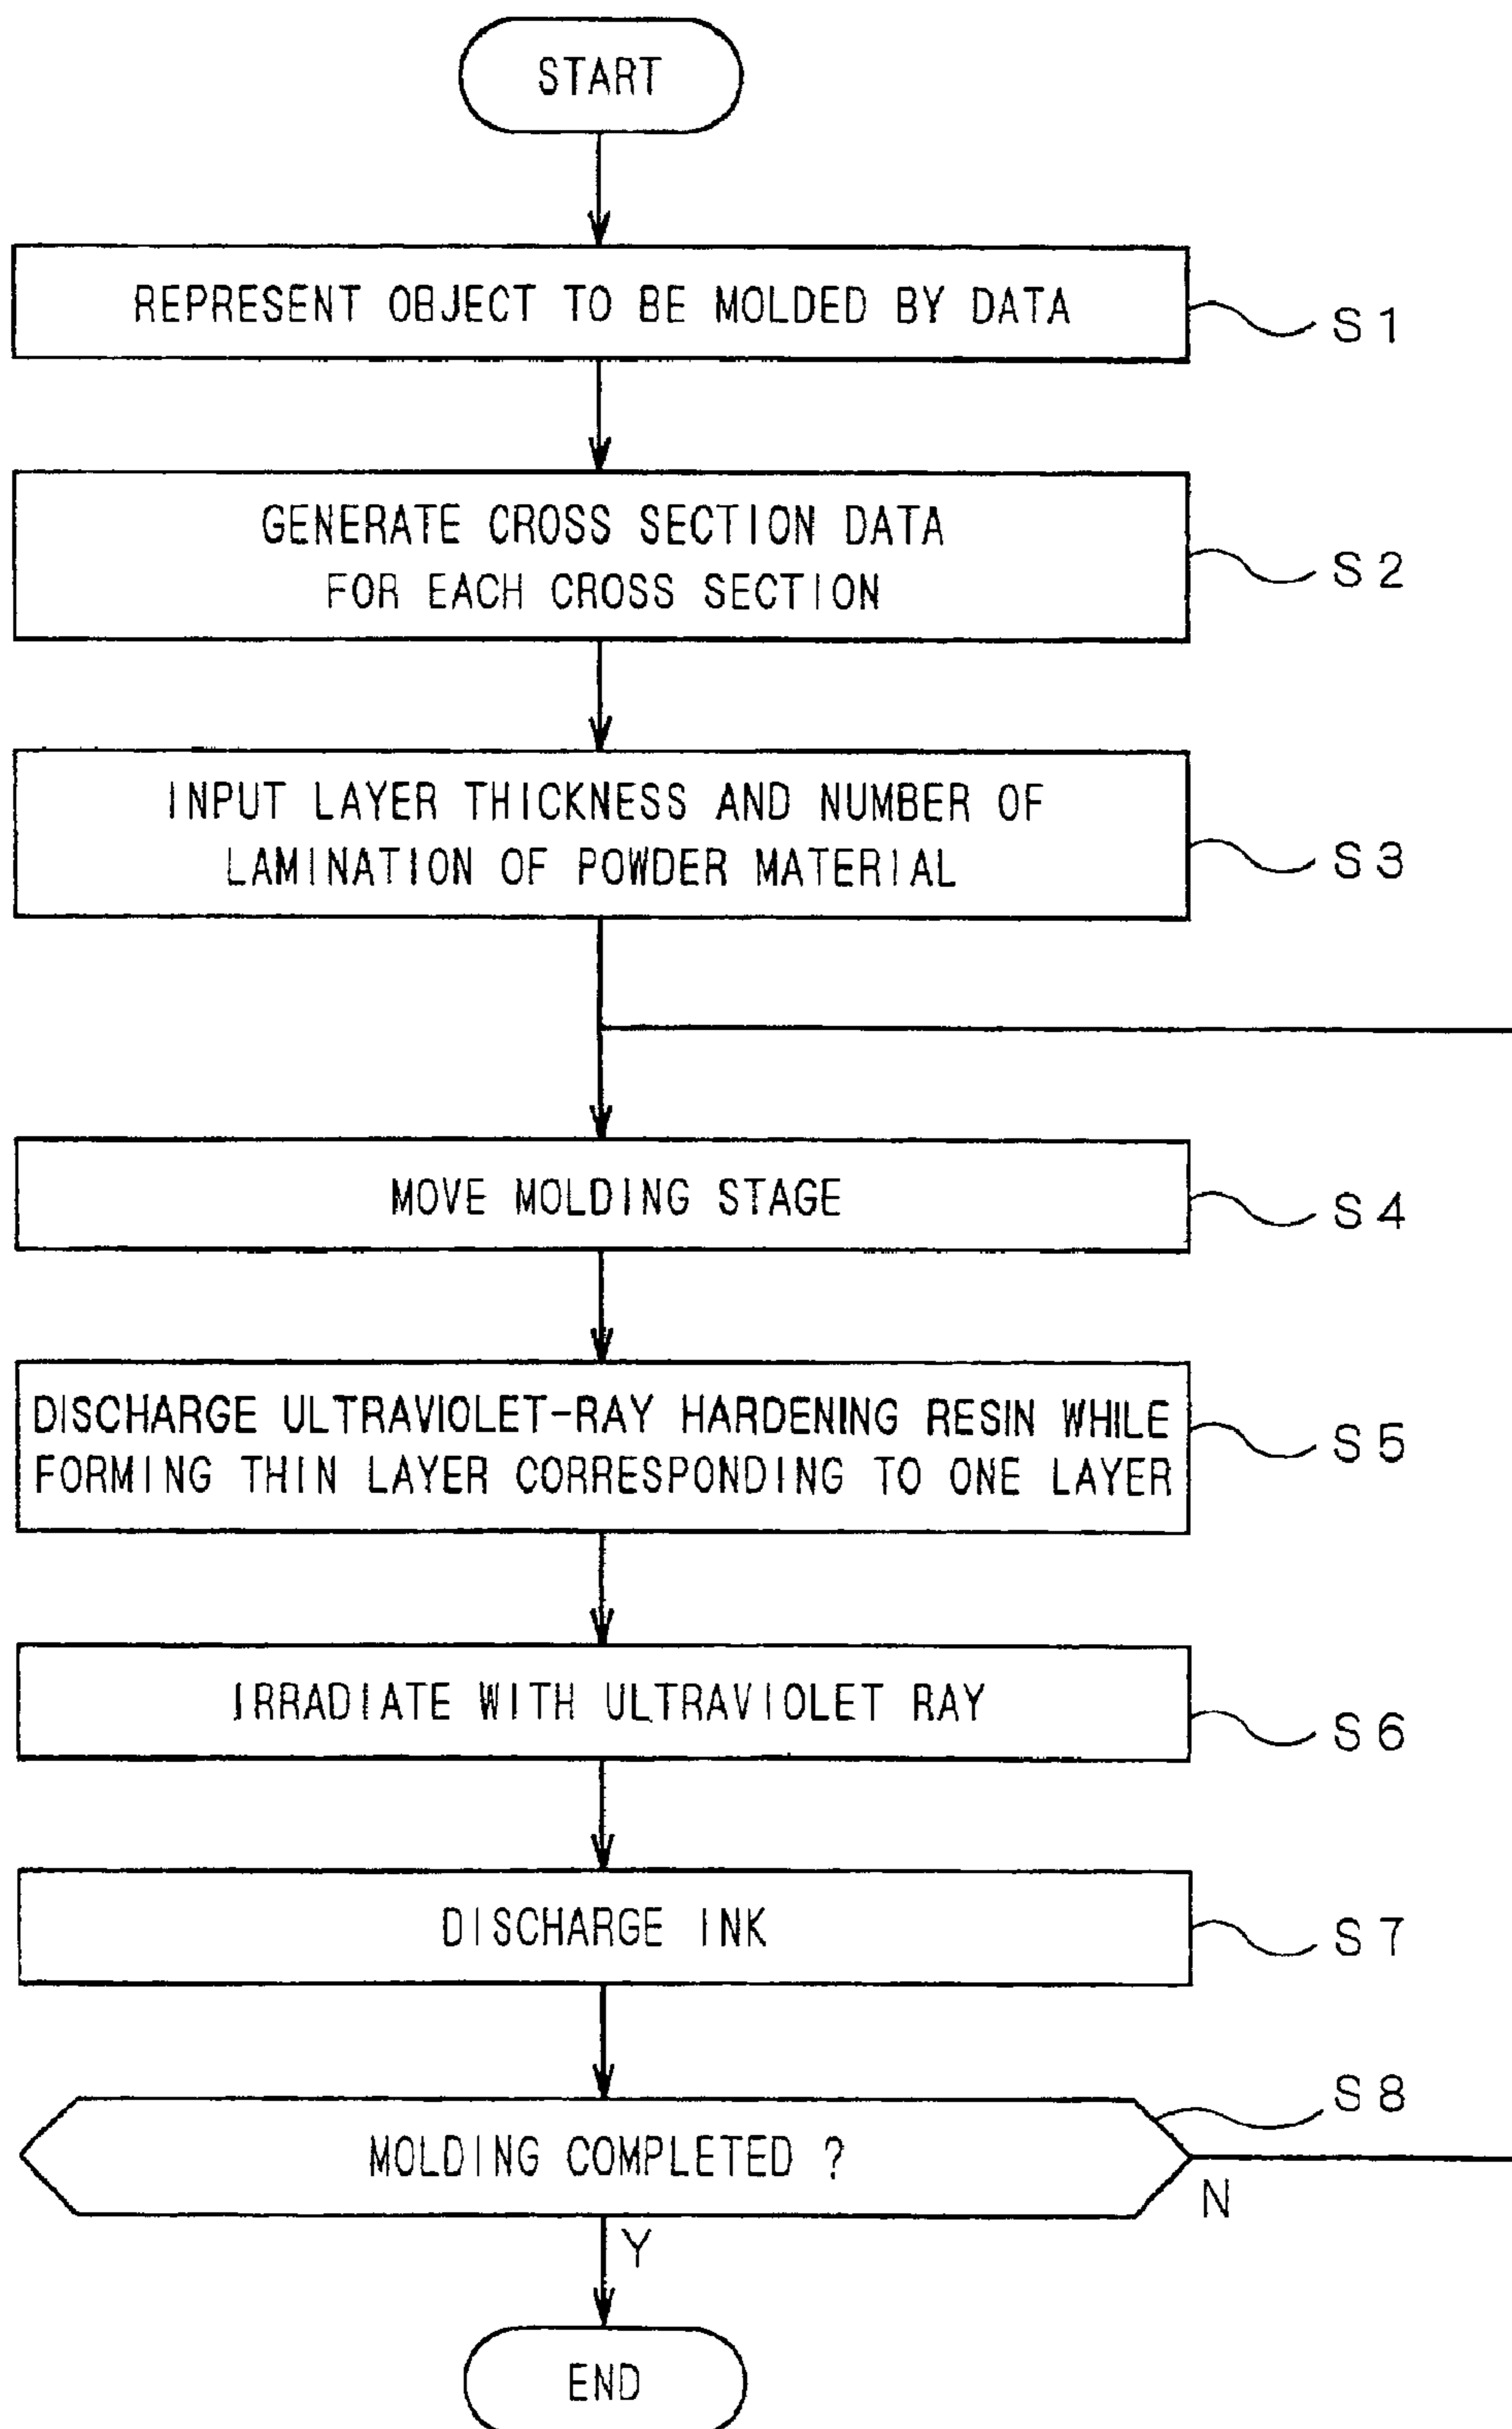 START
REPRESENT OBJECT TO BE MOLDED BY DATA
S1
GENERATE CROSS SECTION DATA
FOR EACH CROSS SECTION
S2
INPUT LAYER THICKNESS AND NUMBER OF
LAMINATION OF POWDER MATERIAL
S3
MOVE MOLDING STAGE
S4
DISCHARGE ULTRAVIOLET-RAY HARDENING RESIN WHILE
FORMING THIN LAYER CORRESPONDING TO ONE LAYER
S5
IRRADIATE WITH ULTRAVIOLET RAY
S6
DISCHARGE INK
S7
S8
MOLDING COMPLETED ?
N
Y
END